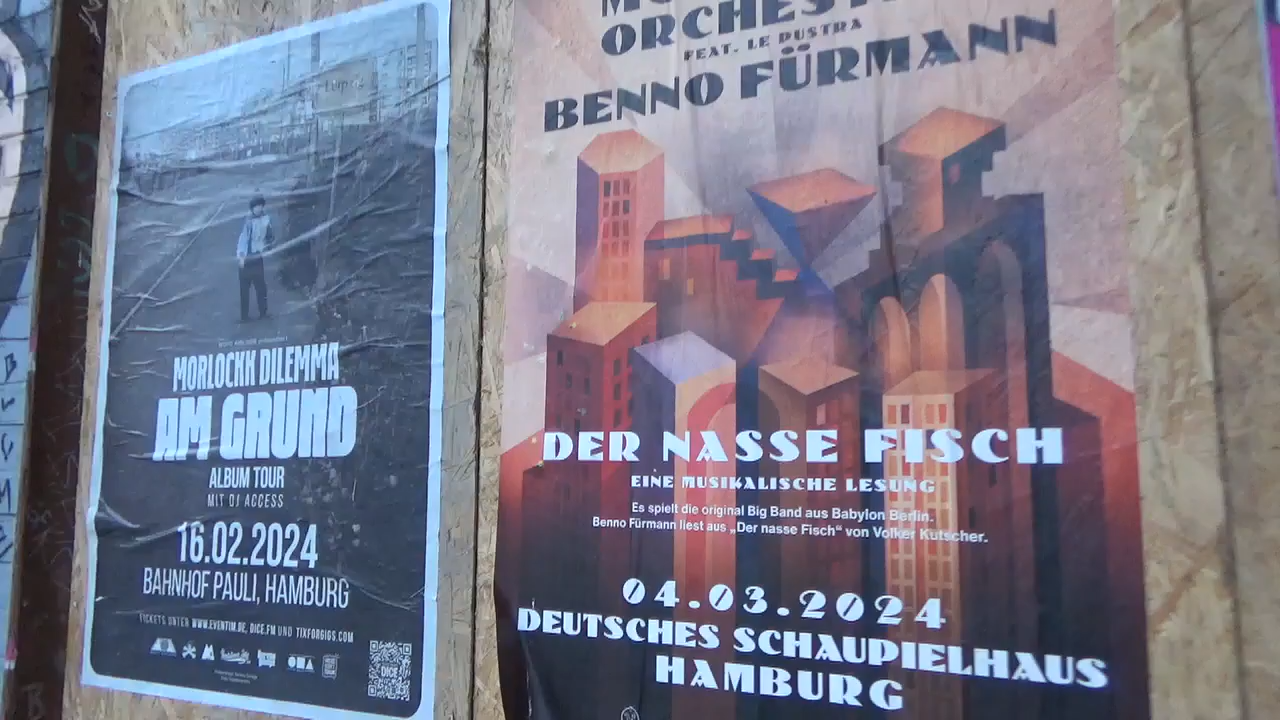 MORLOCKK DILEMMA
AM GRUND
ALBUM TOUR
MIT DJ ACCESS
16.02.2024
BAHNHOF PAULI, HAMBURG
TICKETS UNTER WWW.EVENTIM.DE, DICE.FM UND TIXFORGIGS.COM
DICE
ORCHEST
FEAT. LE PUSTRA
BENNO FÜRMANN
DER NASSE FISCH
EINE MUSIKALISCHE LESUNG
Es spielt die original Big Band aus Babylon Berlin.
Benno Fürmann liest aus „Der nasse Fisch“ von Volker Kutscher.
04.03.2024
DEUTSCHES SCHAUPIELHAUS
HAMBURG